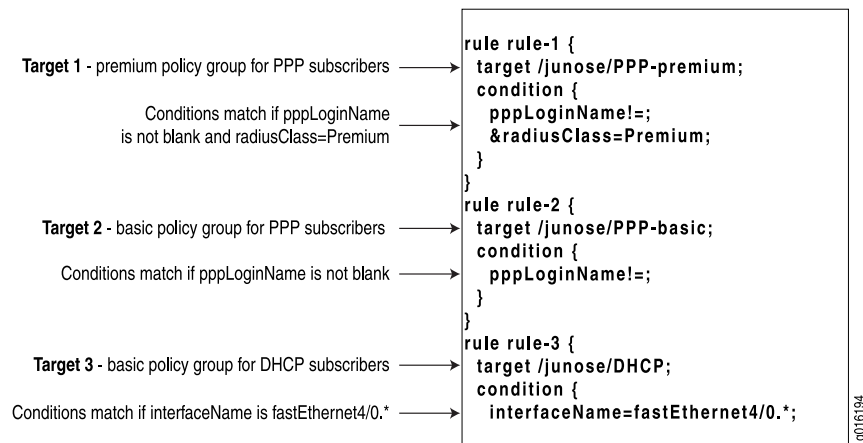 Target 1 - premium policy group for PPP subscribers
Conditions match if pppLoginName
is not blank and radiusClass=Premium
Target 2 - basic policy group for PPP subscribers
Conditions match if pppLoginName is not blank
Target 3 - basic policy group for DHCP subscribers
Conditions match if interfaceName is fastEthernet4/0.*
rule rule-1 {
target /junose/PPP-premium;
condition {
pppLoginName!=;
&radiusClass=Premium;
}
}
rule rule-2 {
target /junose/PPP-basic;
condition {
pppLoginName!=;
}
}
rule rule-3 {
target /junose/DHCP;
condition {
interfaceName=fastEthernet4/0.*;
g016194